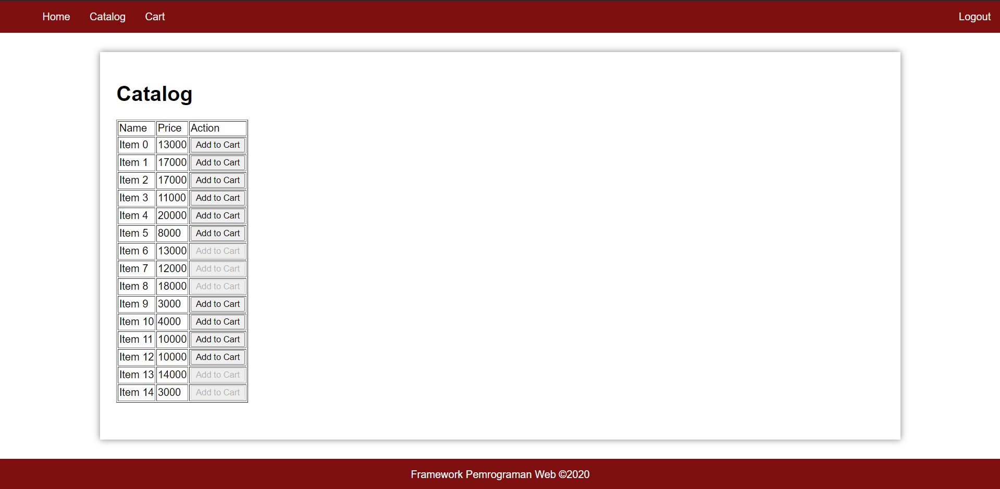 Home Catalog Cart Logout
Catalog
Name Price Action
Item 0 13000 Add to Cart
Item 1 17000 Add to Cart
Item 2 17000 Add to Cart
Item 3 11000 Add to Cart
Item 4 20000 Add to Cart
Item 5 8000 Add to Cart
Item 6 13000 Add to Cart
Item 7 12000 Add to Cart
Item 8 18000 Add to Cart
Item 9 3000 Add to Cart
Item 10 4000 Add to Cart
Item 11 10000 Add to Cart
Item 12 10000 Add to Cart
Item 13 14000 Add to Cart
Item 14 3000 Add to Cart
Framework Pemrograman Web ©2020